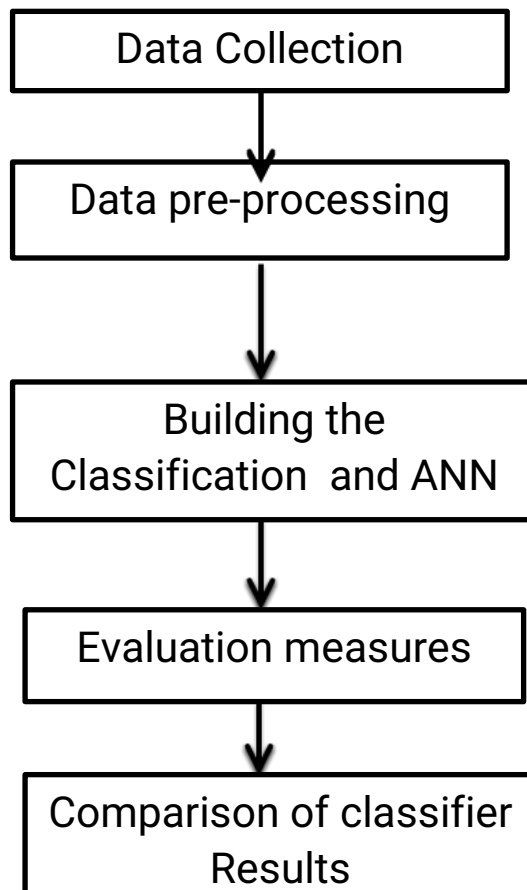 Data Collection
Data pre-processing
Building the
Classification and ANN
Evaluation measures
Comparison of classifier
Results